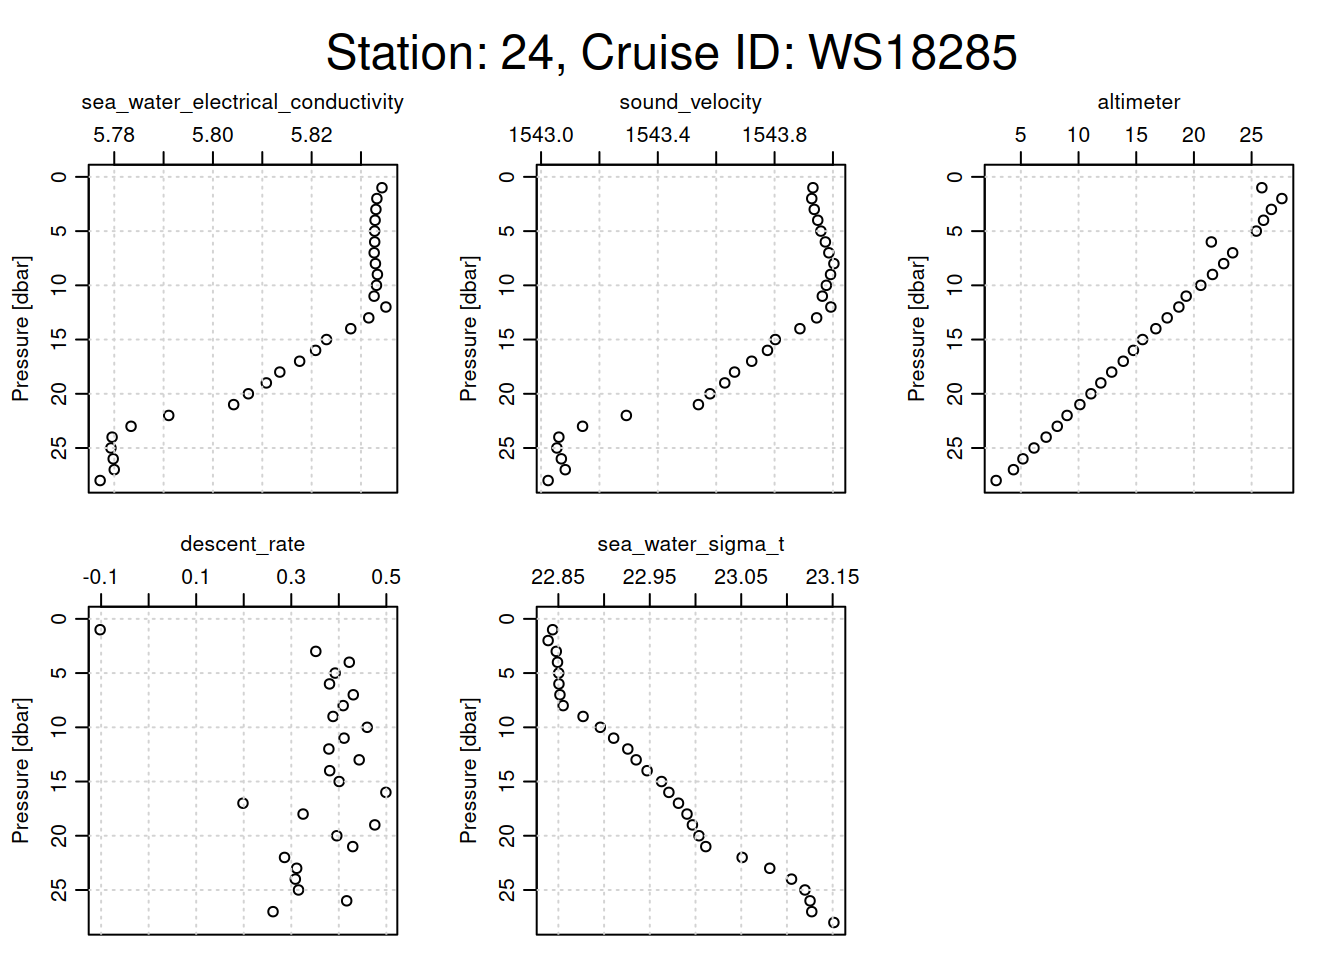 Station: 24, Cruise ID: WS18285
sea_water_electrical_conductivity
5.78 5.80 5.82
Pressure [dbar]
0 5 10 15 20 25
sound_velocity
1543.0 1543.4 1543.8
Pressure [dbar]
0 5 10 15 20 25
altimeter
5 10 15 20 25
Pressure [dbar]
0 5 10 15 20 25
descent_rate
-0.1 0.1 0.3 0.5
Pressure [dbar]
0 5 10 15 20 25
sea_water_sigma_t
22.85 22.95 23.05 23.15
Pressure [dbar]
0 5 10 15 20 25